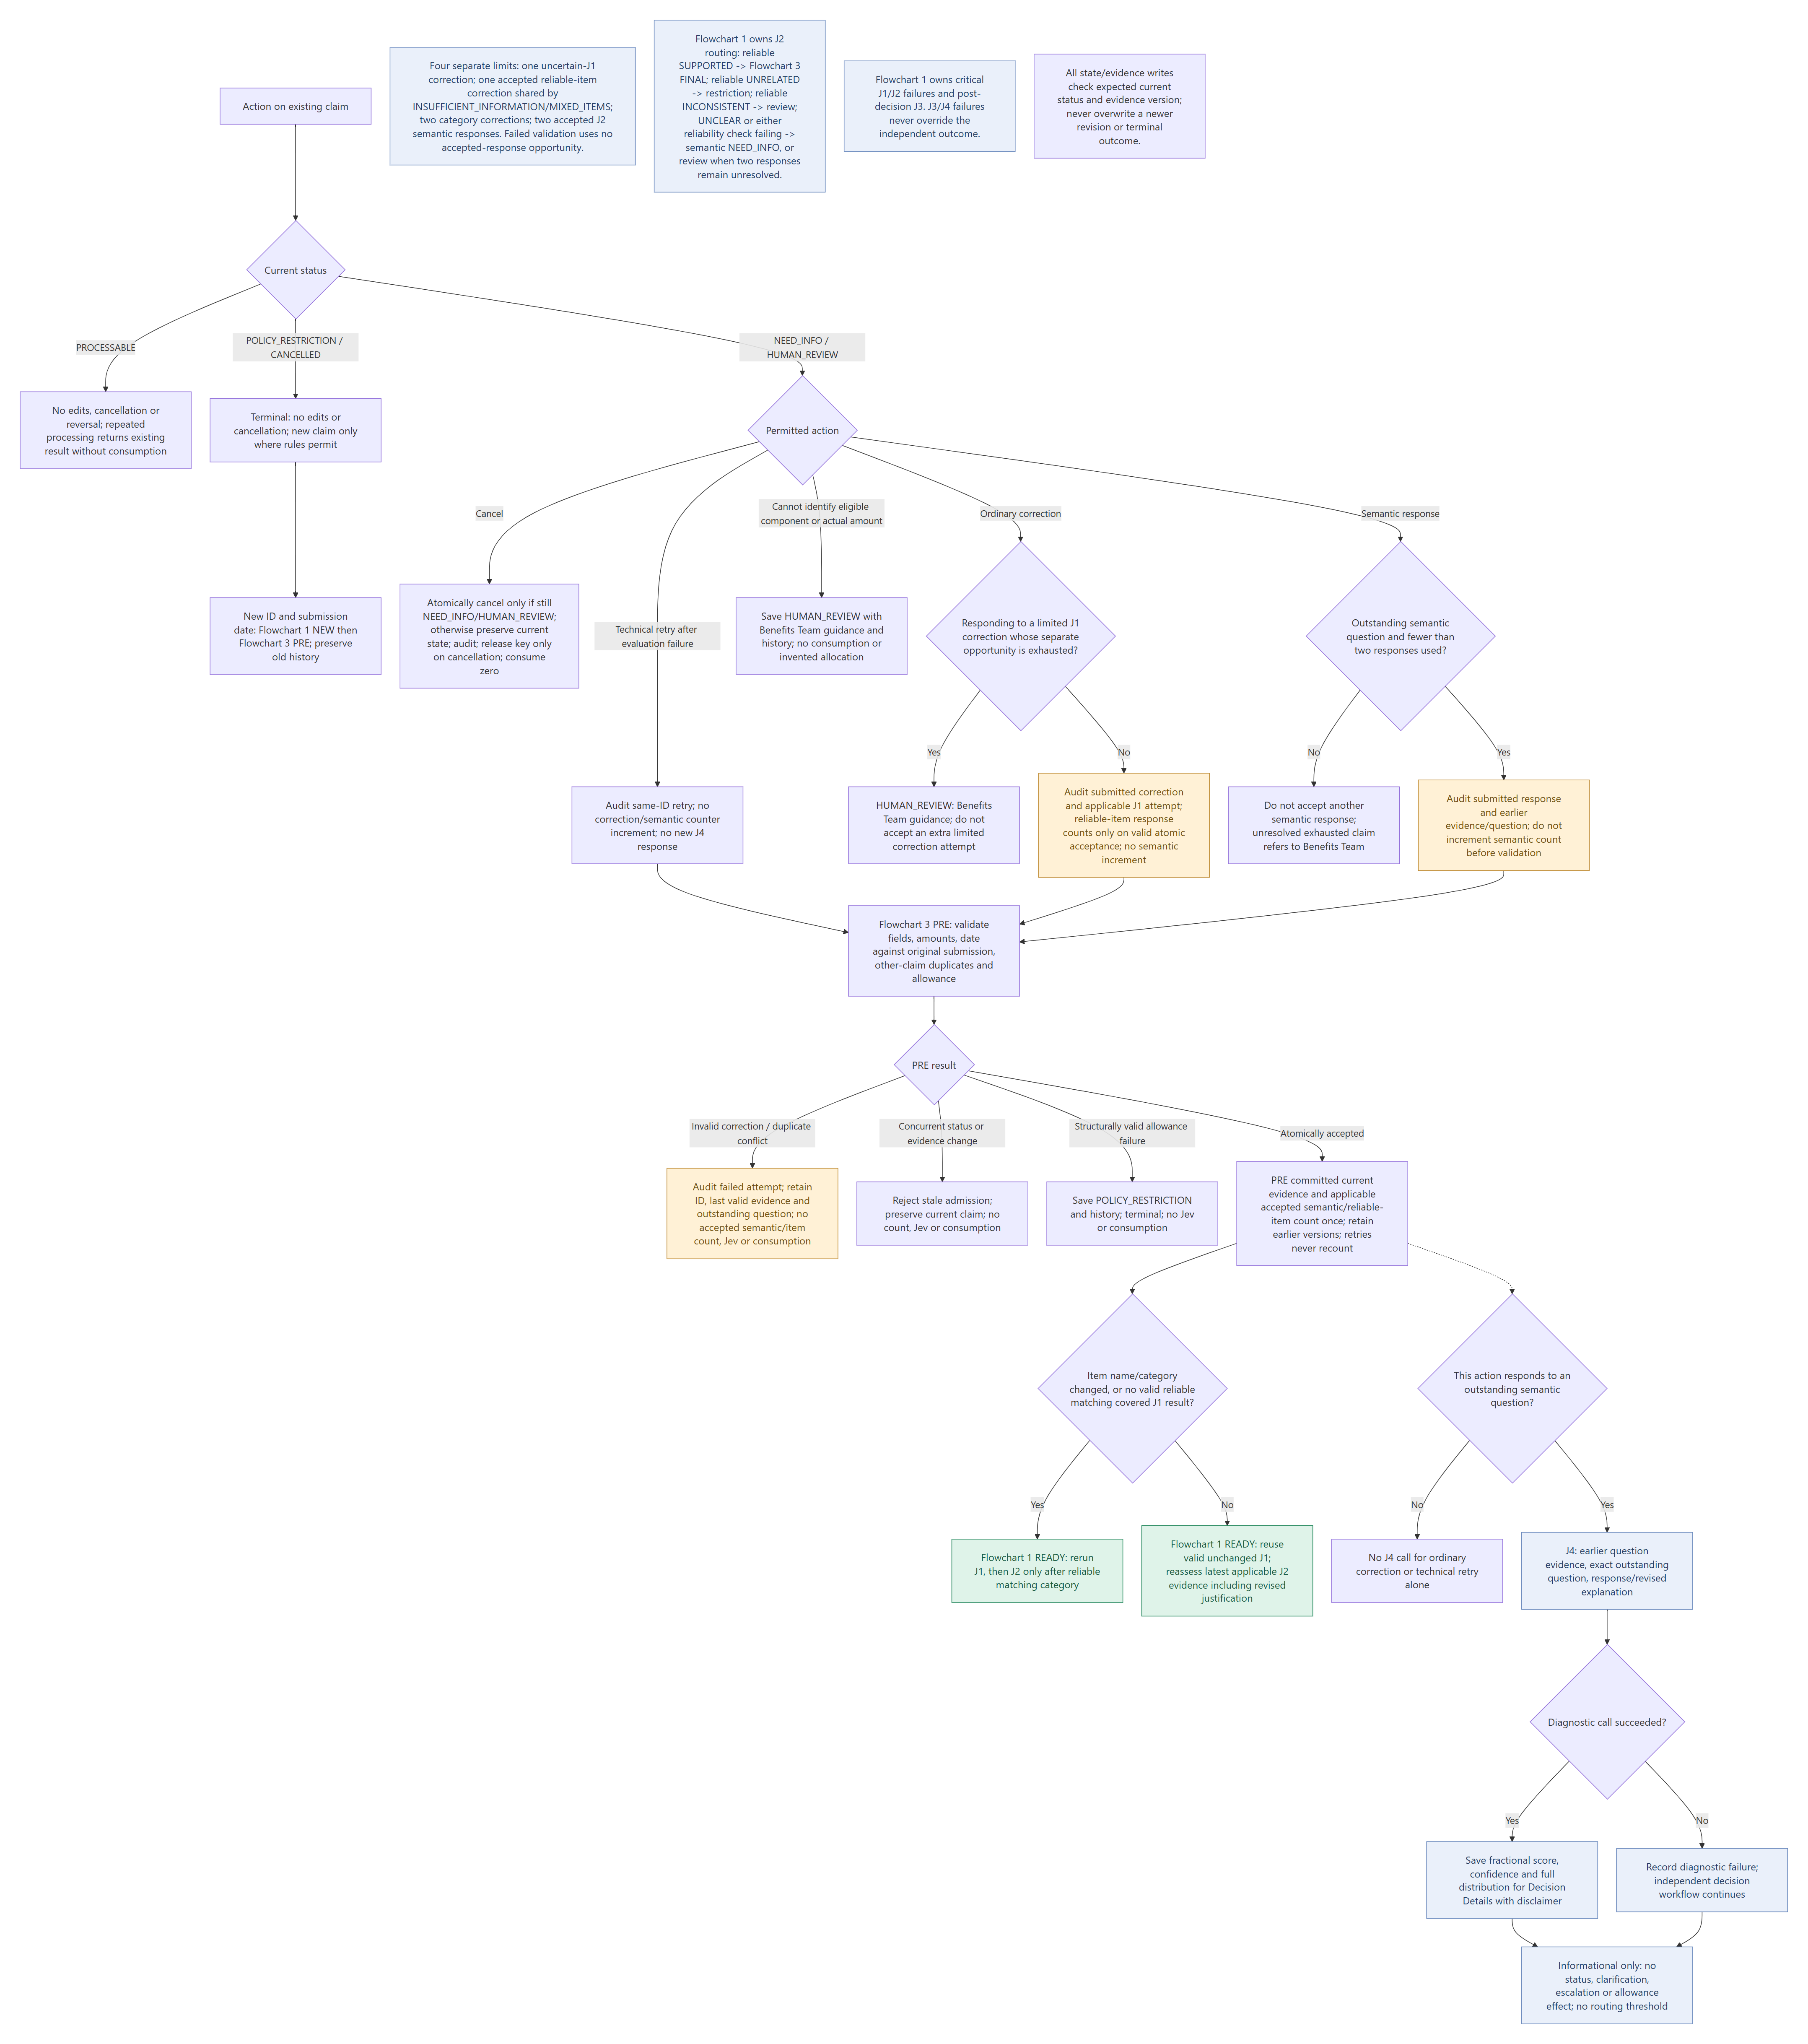 Action on existing claim
Four separate limits: one uncertain-J1
correction; one accepted reliable-item
correction shared by
INSUFFICIENT_INFORMATION/MIXED_ITEMS;
two category corrections; two accepted J2
semantic responses. Failed validation uses no
accepted-response opportunity.
Flowchart 1 owns J2
routing: reliable
SUPPORTED -> Flowchart 3
FINAL; reliable UNRELATED
-> restriction; reliable
INCONSISTENT -> review;
UNCLEAR or either
reliability check failing ->
semantic NEED_INFO, or
review when two responses
remain unresolved.
Flowchart 1 owns critical
J1/J2 failures and post-
decision J3. J3/J4 failures
never override the
independent outcome.
All state/evidence writes
check expected current
status and evidence version;
never overwrite a newer
revision or terminal
outcome.
Current status
PROCESSABLE
POLICY_RESTRICTION /
CANCELLED
NEED_INFO /
HUMAN_REVIEW
No edits, cancellation or
reversal; repeated
processing returns existing
result without consumption
Terminal: no edits or
cancellation; new claim only
where rules permit
Permitted action
Cancel
Technical retry after
evaluation failure
Cannot identify eligible
component or actual amount
Ordinary correction
Semantic response
New ID and submission
date: Flowchart 1 NEW then
Flowchart 3 PRE; preserve
old history
Atomically cancel only if still
NEED_INFO/HUMAN_REVIEW;
otherwise preserve current
state; audit; release key only
on cancellation; consume
zero
Save HUMAN_REVIEW with
Benefits Team guidance and
history; no consumption or
invented allocation
Responding to a limited J1
correction whose separate
opportunity is exhausted?
Outstanding semantic
question and fewer than
two responses used?
Yes
No
No
Yes
Audit same-ID retry; no
correction/semantic counter
increment; no new J4
response
HUMAN_REVIEW: Benefits
Team guidance; do not
accept an extra limited
correction attempt
Audit submitted correction
and applicable J1 attempt;
reliable-item response
counts only on valid atomic
acceptance; no semantic
increment
Do not accept another
semantic response;
unresolved exhausted claim
refers to Benefits Team
Audit submitted response
and earlier
evidence/question; do not
increment semantic count
before validation
Flowchart 3 PRE: validate
fields, amounts, date
against original submission,
other-claim duplicates and
allowance
PRE result
Invalid correction / duplicate
conflict
Concurrent status or
evidence change
Structurally valid allowance
failure
Atomically accepted
Audit failed attempt; retain
ID, last valid evidence and
outstanding question; no
accepted semantic/item
count, Jev or consumption
Reject stale admission;
preserve current claim; no
count, Jev or consumption
Save POLICY_RESTRICTION
and history; terminal; no Jev
or consumption
PRE committed current
evidence and applicable
accepted semantic/reliable-
item count once; retain
earlier versions; retries
never recount
Item name/category
changed, or no valid reliable
matching covered J1 result?
This action responds to an
outstanding semantic
question?
Yes
No
No
Yes
Flowchart 1 READY: rerun
J1, then J2 only after reliable
matching category
Flowchart 1 READY: reuse
valid unchanged J1;
reassess latest applicable J2
evidence including revised
justification
No J4 call for ordinary
correction or technical retry
alone
J4: earlier question
evidence, exact outstanding
question, response/revised
explanation
Diagnostic call succeeded?
Yes
No
Save fractional score,
confidence and full
distribution for Decision
Details with disclaimer
Record diagnostic failure;
independent decision
workflow continues
Informational only: no
status, clarification,
escalation or allowance
effect; no routing threshold